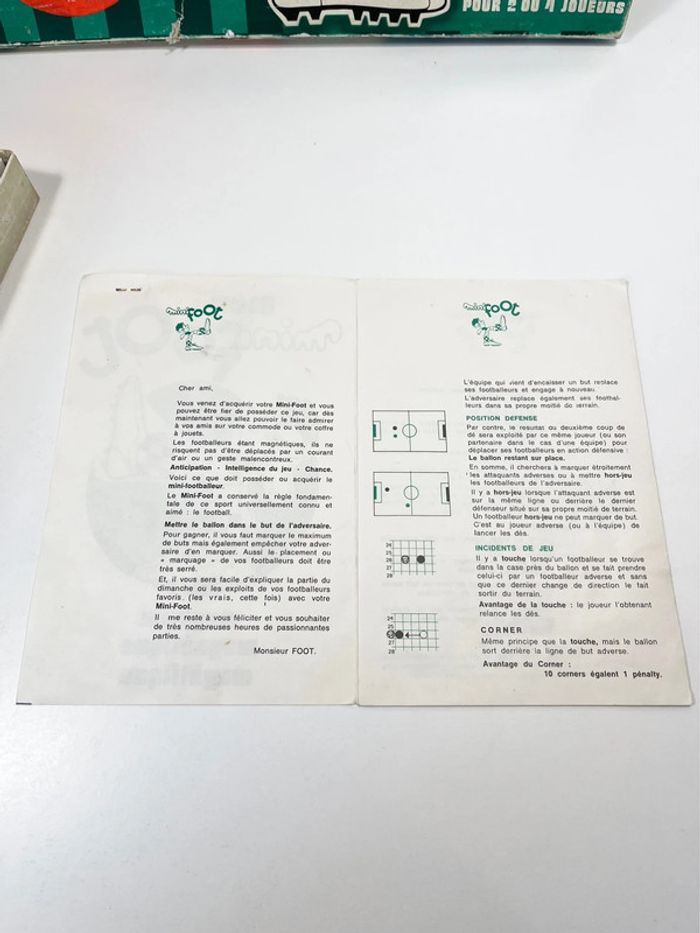 POUR 2 OU 4 JOUEURS
mini FOOT
Cher ami,
Vous venez d'acquérir votre Mini-Foot et vous
pouvez être fier de posséder ce jeu, car dès
maintenant vous allez pouvoir le faire admirer
à vos amis sur votre commode ou votre coffre
à jouets.
Les footballeurs étant magnétiques, ils ne
risquent pas d'être déplacés par un courant
d'air ou un geste malencontreux.
Anticipation - Intelligence du jeu - Chance.
Voici ce que doit posséder ou acquérir le
mini-footballeur.
Le Mini-Foot a conservé la règle fondamen-
tale de ce sport universellement connu et
aimé : le football.
Mettre le ballon dans le but de l'adversaire.
Pour gagner, il vous faut marquer le maximum
de buts mais également empêcher votre adver-
saire d'en marquer. Aussi le placement ou
« marquage » de vos footballeurs doit être
très serré.
Et, il vous sera facile d'expliquer la partie du
dimanche ou les exploits de vos footballeurs
favoris (les vrais, cette fois) avec votre
Mini-Foot.
Il me reste à vous féliciter et vous souhaiter
de très nombreuses heures de passionnantes
parties.
Monsieur FOOT.
mini FOOT
L'équipe qui vient d'encaisser un but replace
ses footballeurs et engage à nouveau.
L'adversaire replace également ses footbal-
leurs dans sa propre moitié de terrain.
POSITION DEFENSE
Par contre, le resultat du deuxième coup de
dé sera exploité par ce même joueur (ou son
partenaire dans le cas d'une équipe) pour
déplacer ses footballeurs en action défensive :
Le ballon restant sur place.
En somme, il cherchera à marquer étroitement
les attaquants adverses ou à mettre hors-jeu
les footballeurs de l'adversaire.
Il y a hors-jeu lorsque l'attaquant adverse est
sur la même ligne ou derrière le dernier
défenseur situé sur sa propre moitié de terrain.
Un footballeur hors-jeu ne peut marquer de but.
C'est au joueur adverse (ou à l'équipe) de
lancer les dés.
24
25
26
27
28
INCIDENTS DE JEU
Il y a touche lorsqu'un footballeur se trouve
dans la case près du ballon et se fait prendre
celui-ci par un footballeur adverse et sans
que ce dernier change de direction le fait
sortir du terrain.
Avantage de la touche : le joueur l'obtenant
relance les dés.
24
25
27
28
CORNER
Même principe que la touche, mais le ballon
sort derrière la ligne de but adverse.
Avantage du Corner :
10 corners égalent 1 pénalty.